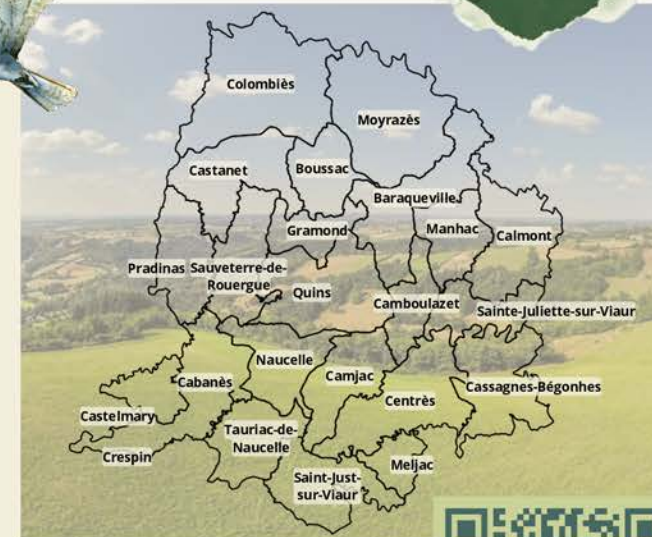 Colombiès
Moyrazès
Castanet
Boussac
Baraqueville
Gramond
Manhac
Calmont
Pradinas
Sauveterre-de-
Rouergue
Quins
Camboulazet
Sainte-Juliette-sur-Viaur
Naucelle
Camjac
Cabanès
Centrès
Cassagnes-Bégonhes
Castelmary
Tauriac-de-
Naucelle
Crespin
Meljac
Saint-Just-
sur-Viaur